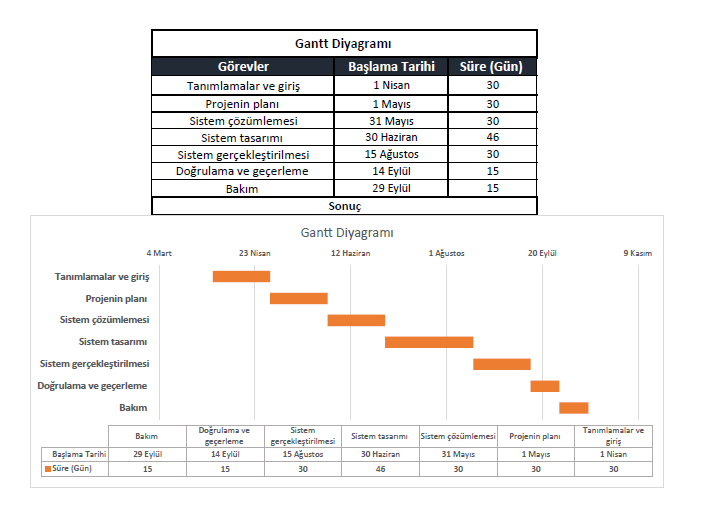 Gantt Diyagramı
Görevler Başlama Tarihi Süre (Gün)
Tanımlamalar ve giriş 1 Nisan 30
Projenin planı 1 Mayıs 30
Sistem çözümlemesi 31 Mayıs 30
Sistem tasarımı 30 Haziran 46
Sistem gerçekleştirilmesi 15 Ağustos 30
Doğrulama ve geçerleme 14 Eylül 15
Bakım 29 Eylül 15
Sonuç
Gantt Diyagramı
4 Mart 23 Nisan 12 Haziran 1 Ağustos 20 Eylül 9 Kasım
Tanımlamalar ve giriş
Projenin planı
Sistem çözümlemesi
Sistem tasarımı
Sistem gerçekleştirilmesi
Doğrulama ve geçerleme
Bakım
Bakım Doğrulama ve geçerleme Sistem gerçekleştirilmesi Sistem tasarımı Sistem çözümlemesi Projenin planı Tanımlamalar ve giriş
Başlama Tarihi 29 Eylül 14 Eylül 15 Ağustos 30 Haziran 31 Mayıs 1 Mayıs 1 Nisan
Süre (Gün) 15 15 30 46 30 30 30